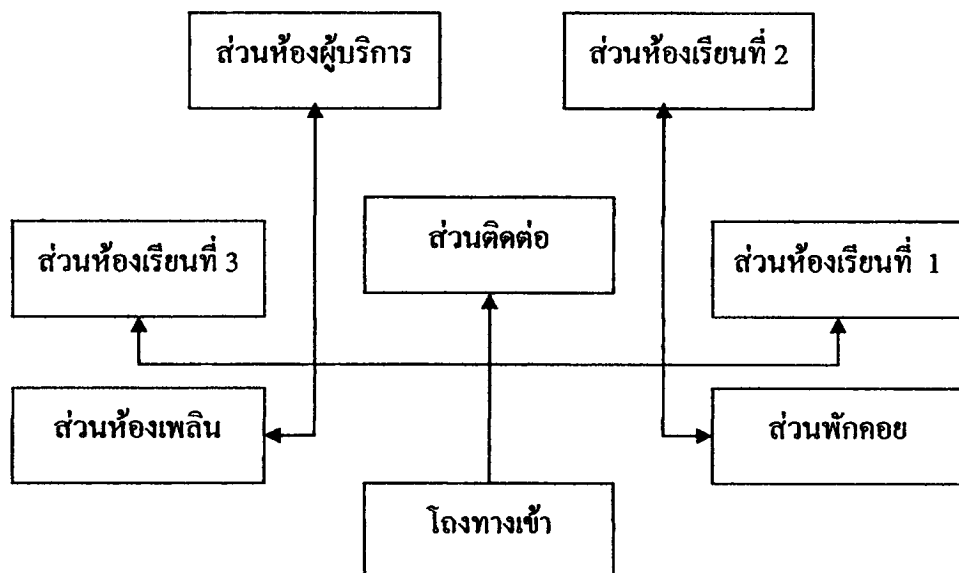 ส่วนห้องผู้บริการ
ส่วนห้องเรียนที่ 2
ส่วนติดต่อ
ส่วนห้องเรียนที่ 3
ส่วนห้องเรียนที่ 1
ส่วนห้องเพลิน
ส่วนพักคอย
โถงทางเข้า